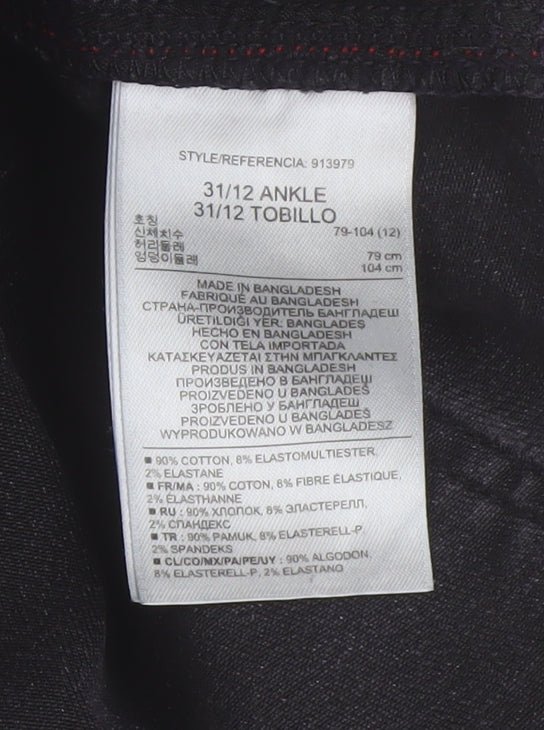 STYLE/REFERENCIA: 913979
31/12 ANKLE
31/12 TOBILLO
호칭
신체치수 79-104 (12)
허리둘레 79 cm
엉덩이둘레 104 cm
MADE IN BANGLADESH
FABRIQUÉ AU BANGLADESH
СТРАНА-ПРОИЗВОДИТЕЛЬ БАНГЛАДЕШ
ÜRETİLDİĞİ YER: BANGLADEŞ
HECHO EN BANGLADESH
CON TELA IMPORTADA
ΚΑΤΑΣΚΕΥΑΖΕΤΑΙ ΣΤΗΝ ΜΠΑΓΚΛΑΝΤΕΣ
PRODUS IN BANGLADESH
ПРОИЗВЕДЕНО В БАНГЛАДЕШ
PROIZVEDENO U BANGLADEŠ
ЗРОБЛЕНО У БАНГЛАДЕШ
PROIZVEDENO U BANGLADEŠ
WYPRODUKOWANO W BANGLADESZ
■ 90% COTTON, 8% ELASTOMULTIESTER,
2% ELASTANE
■ FR/MA : 90% COTON, 8% FIBRE ÉLASTIQUE,
2% ÉLASTHANNE
■ RU : 90% ХЛОПОК, 8% ЭЛАСТЕРЕЛЛ,
2% СПАНДЕКС
■ TR : 90% PAMUK, 8% ELASTERELL-P,
2% SPANDEKS
■ CL/CO/MX/PA/PE/UY : 90% ALGODON,
8% ELASTERELL-P, 2% ELASTANO